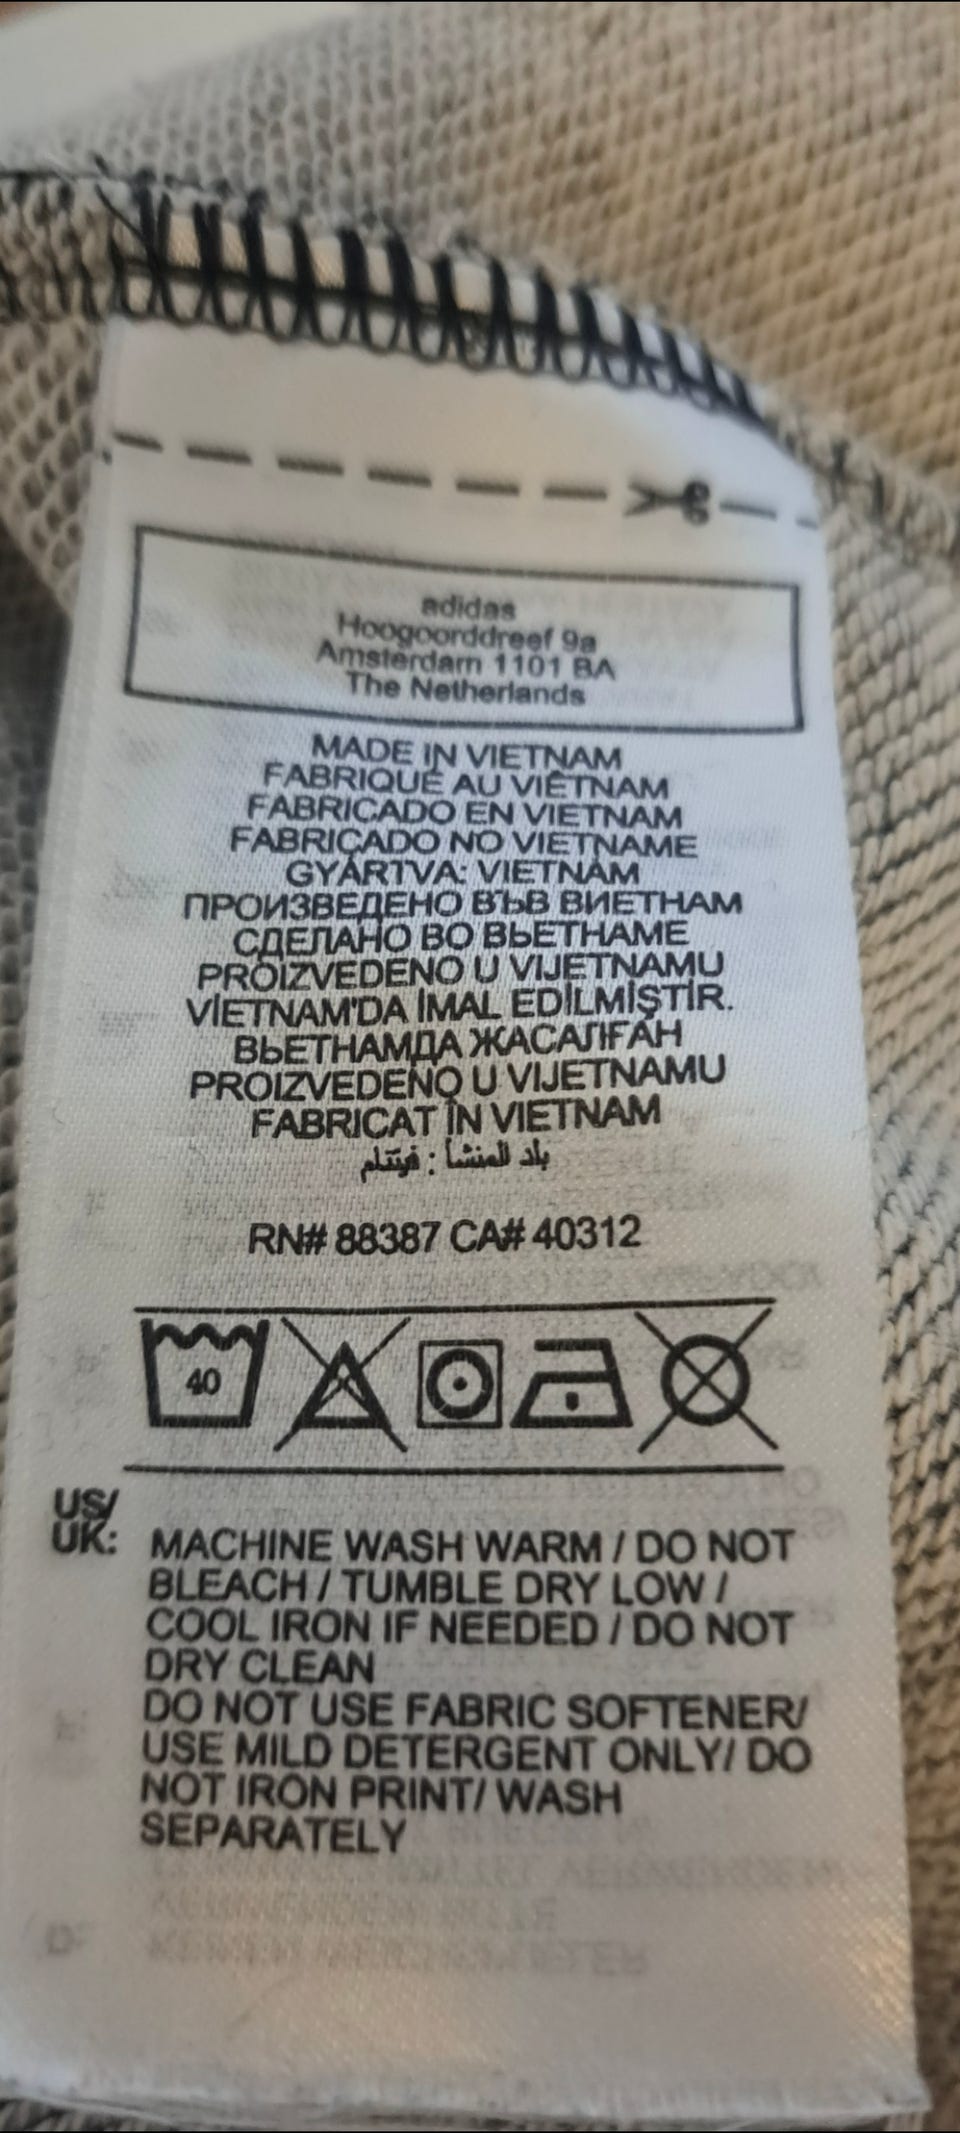 adidas
Hoogoorddreef 9a
Amsterdam 1101 BA
The Netherlands
MADE IN VIETNAM
FABRIQUÉ AU VIÊTNAM
FABRICADO EN VIETNAM
FABRICADO NO VIETNAME
GYÁRTVA: VIETNÁM
ПРОИЗВЕДЕНО ВЪВ ВИЕТНАМ
СДЕЛАНО ВО ВЬЕТНАМЕ
PROIZVEDENO U VIJETNAMU
VİETNAM'DA İMAL EDİLMİŞTİR.
ВЬЕТНАМДА ЖАСАЛҒАН
PROIZVEDENO U VIJETNAMU
FABRICAT ÎN VIETNAM
بلد المنشأ : فيتنام
RN# 88387 CA# 40312
40
US/
UK: MACHINE WASH WARM / DO NOT
BLEACH / TUMBLE DRY LOW /
COOL IRON IF NEEDED / DO NOT
DRY CLEAN
DO NOT USE FABRIC SOFTENER/
USE MILD DETERGENT ONLY/ DO
NOT IRON PRINT/ WASH
SEPARATELY